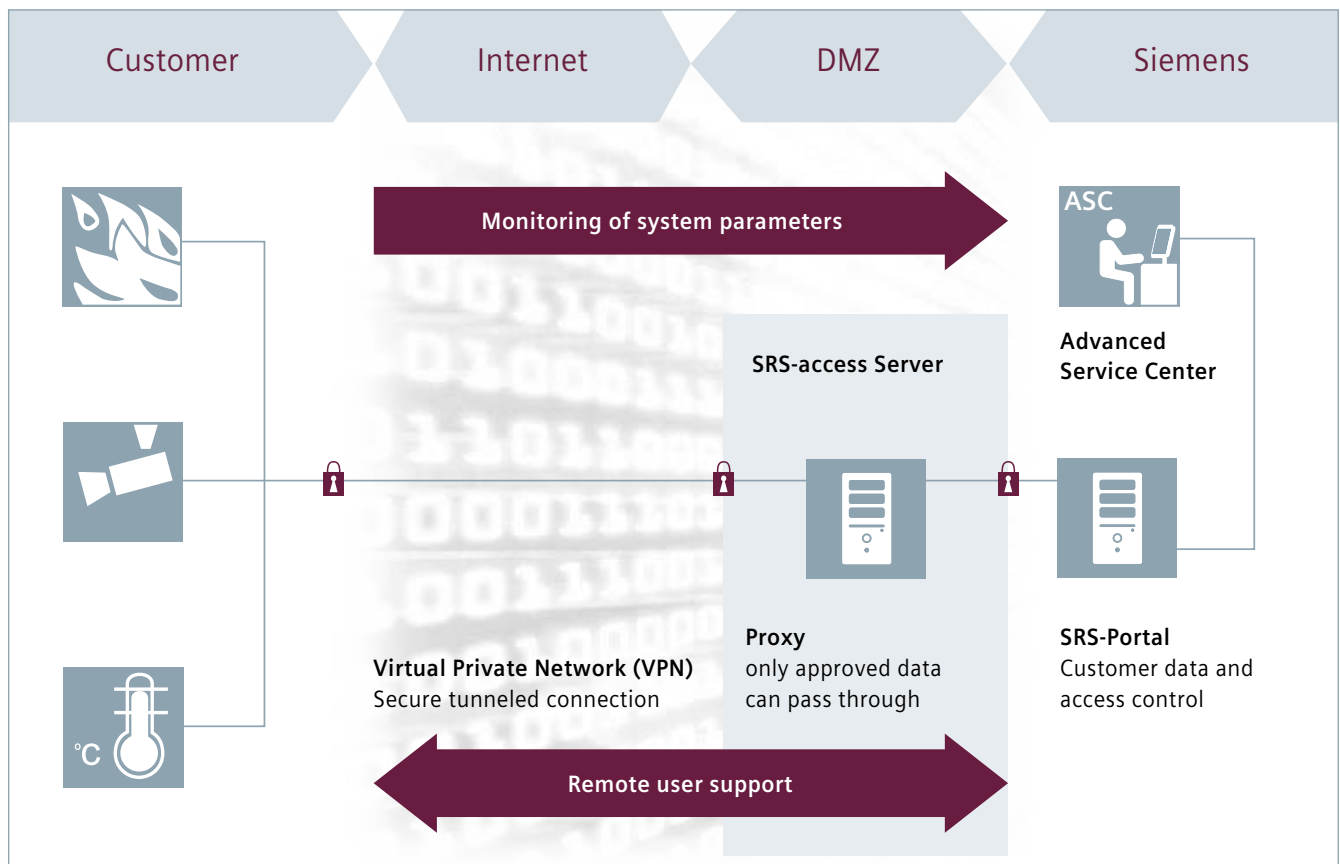 Customer
Internet
DMZ
Siemens
Monitoring of system parameters
ASC
Advanced
Service Center
SRS-access Server
Virtual Private Network (VPN)
Secure tunneled connection
Proxy
only approved data
can pass through
SRS-Portal
Customer data and
access control
°C
Remote user support